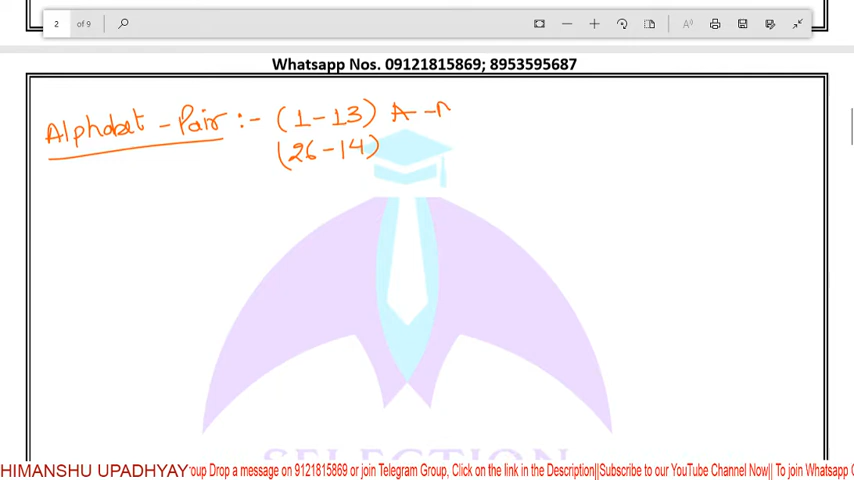 2 of 9
Whatsapp Nos. 09121815869; 8953595687
Alphabet - Pair :- (1-13) A -
(26-14)
SELECTION
HIMANSHU UPADHYAY roup Drop a message on 9121815869 or join Telegram Group, Click on the link in the Description||Subscribe to our YouTube Channel Now|| To join Whatsapp